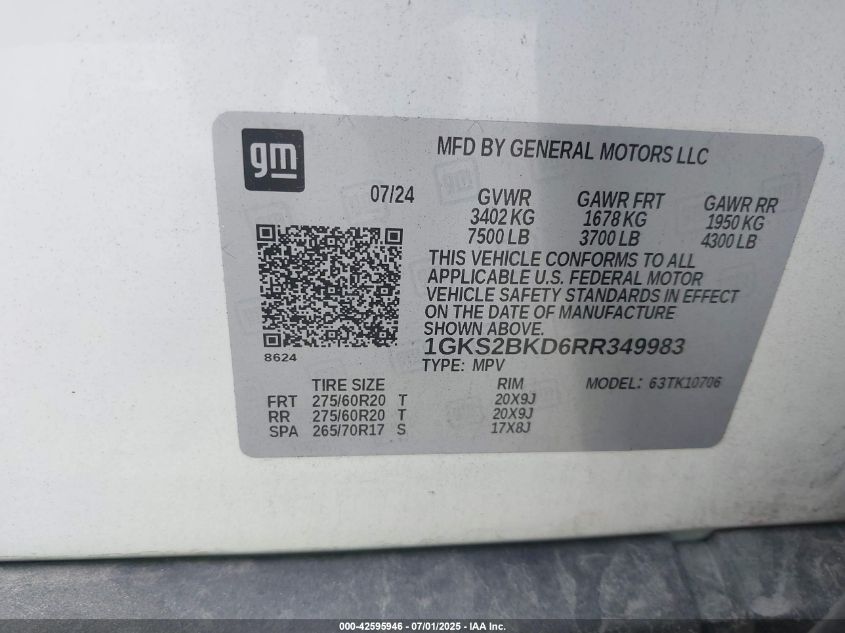 gm
MFD BY GENERAL MOTORS LLC
07/24
GVWR GAWR FRT GAWR RR
3402 KG 1678 KG 1950 KG
7500 LB 3700 LB 4300 LB
THIS VEHICLE CONFORMS TO ALL
APPLICABLE U.S. FEDERAL MOTOR
VEHICLE SAFETY STANDARDS IN EFFECT
ON THE DATE OF MANUFACTURE
SHOWN ABOVE.
8624
1GKS2BKD6RR349983
TYPE: MPV
TIRE SIZE RIM MODEL: 63TK10706
FRT 275/60R20 T 20X9J
RR 275/60R20 T 20X9J
SPA 265/70R17 S 17X8J
000-42595946 - 07/01/2025 - IAA Inc.